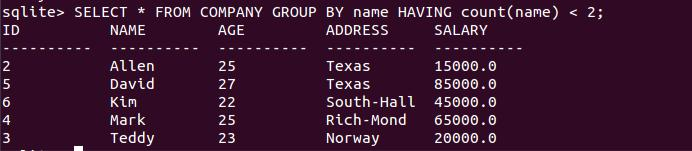 sqlite> SELECT * FROM COMPANY GROUP BY name HAVING count(name) < 2;
ID          NAME        AGE         ADDRESS     SALARY
----------  ----------  ----------  ----------  ----------
2           Allen       25          Texas       15000.0
5           David       27          Texas       85000.0
6           Kim         22          South-Hall  45000.0
4           Mark        25          Rich-Mond   65000.0
3           Teddy       23          Norway      20000.0